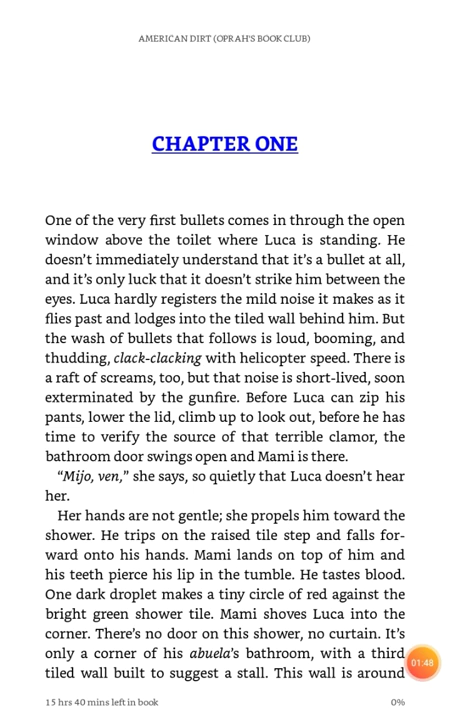 AMERICAN DIRT (OPRAH'S BOOK CLUB)
CHAPTER ONE
One of the very first bullets comes in through the open
window above the toilet where Luca is standing. He
doesn’t immediately understand that it’s a bullet at all,
and it’s only luck that it doesn’t strike him between the
eyes. Luca hardly registers the mild noise it makes as it
flies past and lodges into the tiled wall behind him. But
the wash of bullets that follows is loud, booming, and
thudding, clack-clacking with helicopter speed. There is
a raft of screams, too, but that noise is short-lived, soon
exterminated by the gunfire. Before Luca can zip his
pants, lower the lid, climb up to look out, before he has
time to verify the source of that terrible clamor, the
bathroom door swings open and Mami is there.
“Mijo, ven,” she says, so quietly that Luca doesn’t hear
her.
Her hands are not gentle; she propels him toward the
shower. He trips on the raised tile step and falls for-
ward onto his hands. Mami lands on top of him and
his teeth pierce his lip in the tumble. He tastes blood.
One dark droplet makes a tiny circle of red against the
bright green shower tile. Mami shoves Luca into the
corner. There’s no door on this shower, no curtain. It’s
only a corner of his abuela’s bathroom, with a third
tiled wall built to suggest a stall. This wall is around
01:48
15 hrs 40 mins left in book
0%